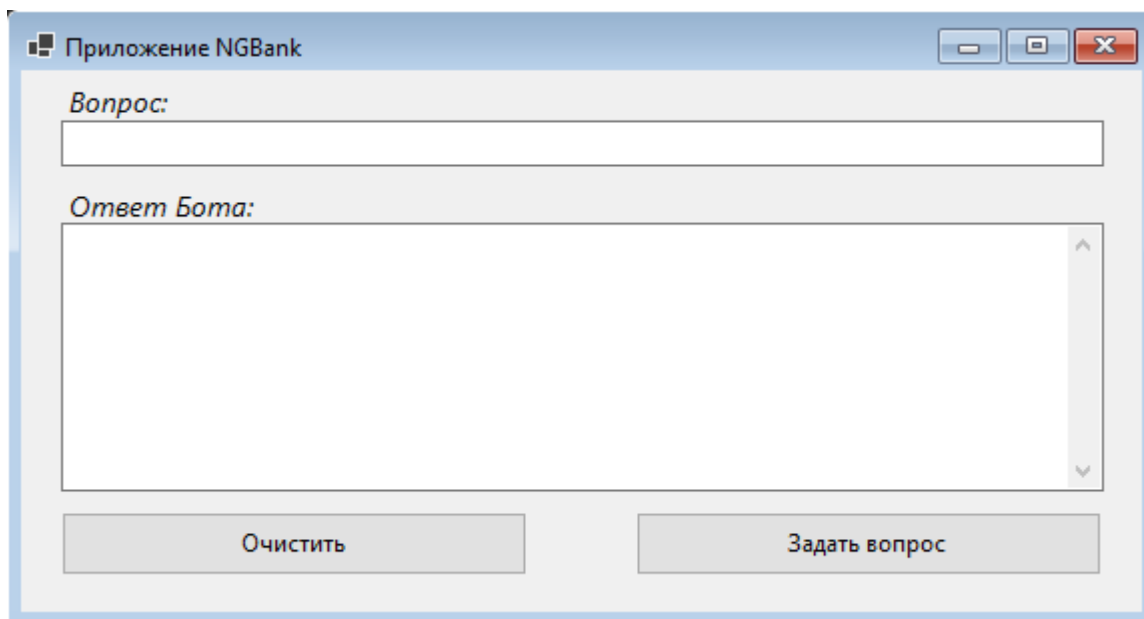 Приложение NGBank
Вопрос:
Ответ Бота:
Очистить
Задать вопрос